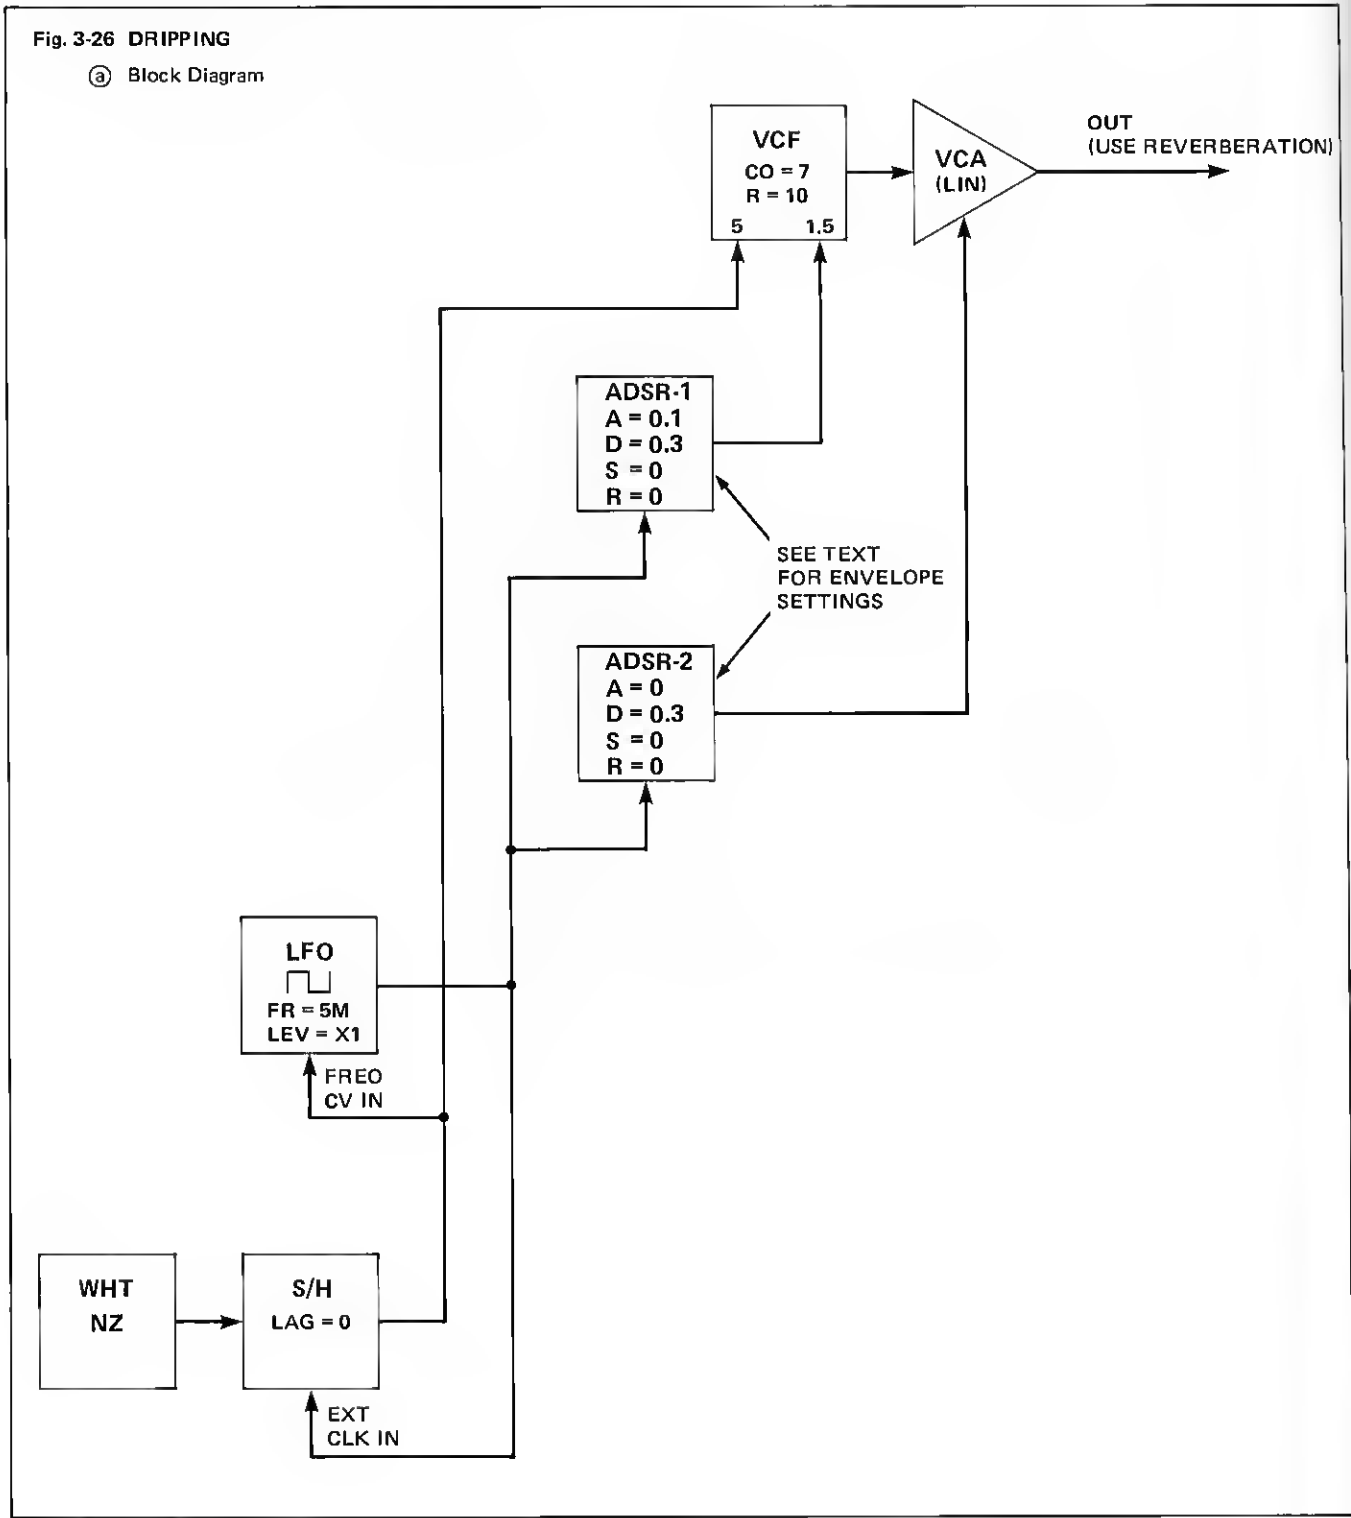 Fig. 3-26 DRIPPING
ⓐ Block Diagram
VCF
CO = 7
R = 10
5 1.5
VCA
(LIN)
OUT
(USE REVERBERATION)
ADSR-1
A = 0.1
D = 0.3
S = 0
R = 0
SEE TEXT
FOR ENVELOPE
SETTINGS
ADSR-2
A = 0
D = 0.3
S = 0
R = 0
LFO
FR = 5M
LEV = X1
FREQ
CV IN
WHT
NZ
S/H
LAG = 0
EXT
CLK IN